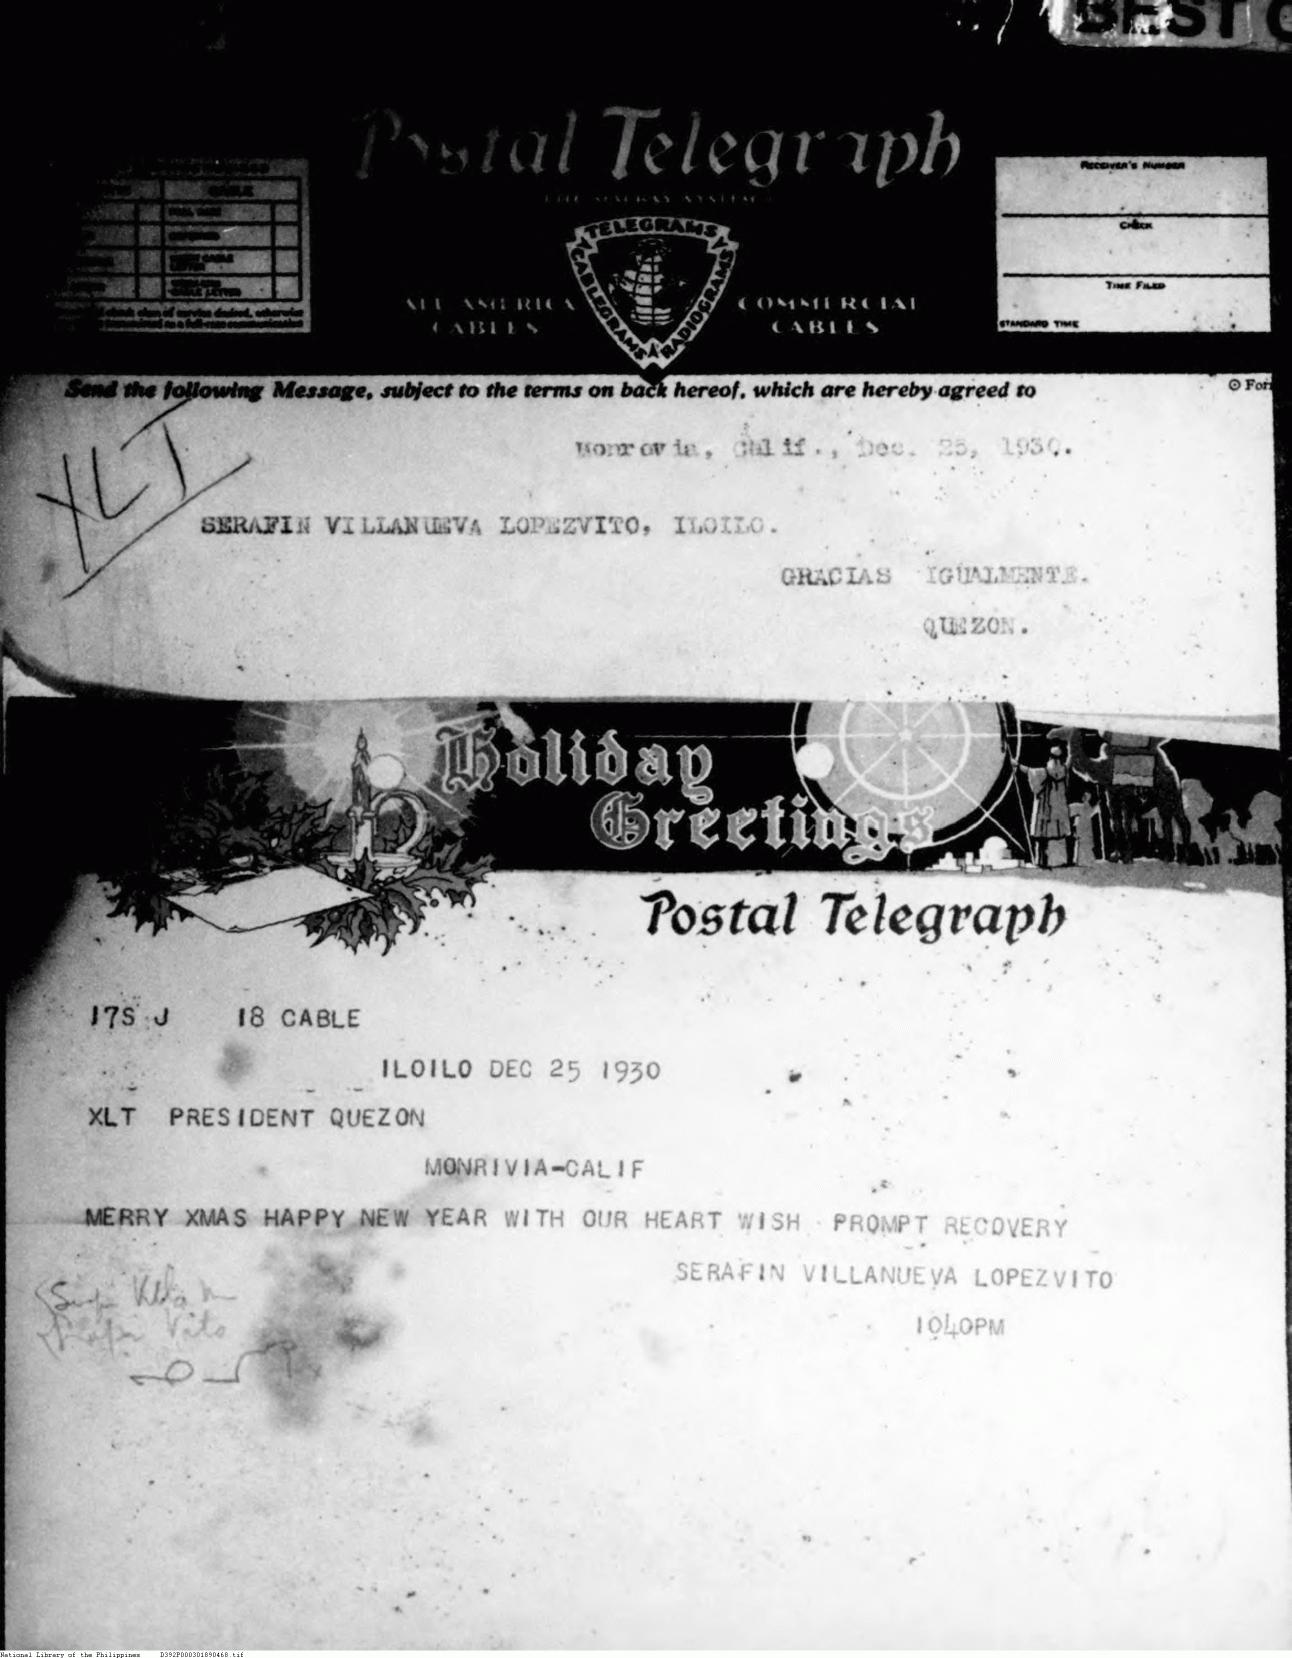 BEST
Postal Telegraph
RECEIVER'S NUMBER
CHECK
TIME FILED
STANDARD TIME
TELEGRAMS
CABLEGRAMS
RADIOGRAMS
ALL AMERICA
CABLES
COMMERCIAL
CABLES
Send the following Message, subject to the terms on back hereof, which are hereby agreed to
XLT
Monrovia, Calif., Dec. 25, 1930.
SERAFIN VILLANUEVA LOPEZVITO, ILOILO.
GRACIAS IGUALMENTE.
QUEZON.
Holiday
Greetings
Postal Telegraph
17S J 18 CABLE
ILOILO DEC 25 1930
XLT PRESIDENT QUEZON
MONRIVIA-CALIF
MERRY XMAS HAPPY NEW YEAR WITH OUR HEART WISH PROMPT RECOVERY
SERAFIN VILLANUEVA LOPEZVITO
1040PM
National Library of the Philippines D392P000301890468.tif